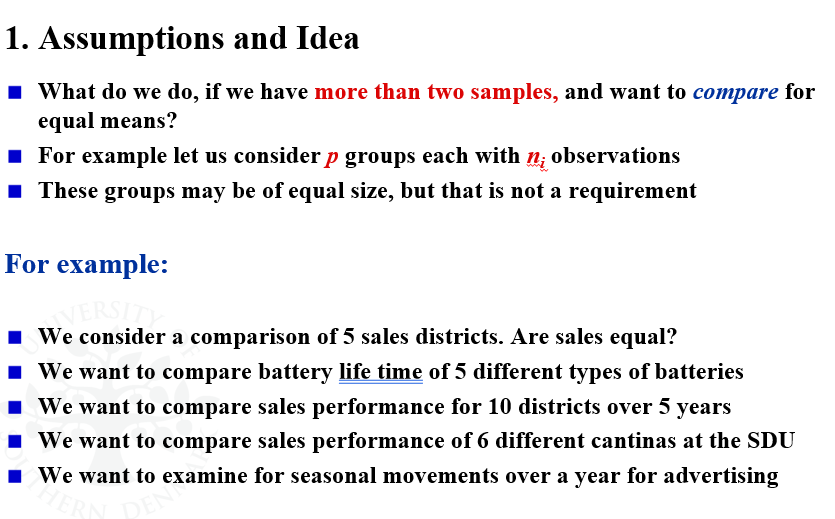 1. Assumptions and Idea
What do we do, if we have more than two samples, and want to compare for
equal means?
For example let us consider p groups each with ni observations
These groups may be of equal size, but that is not a requirement
For example:
We consider a comparison of 5 sales districts. Are sales equal?
We want to compare battery life time of 5 different types of batteries
We want to compare sales performance for 10 districts over 5 years
We want to compare sales performance of 6 different cantinas at the SDU
We want to examine for seasonal movements over a year for advertising